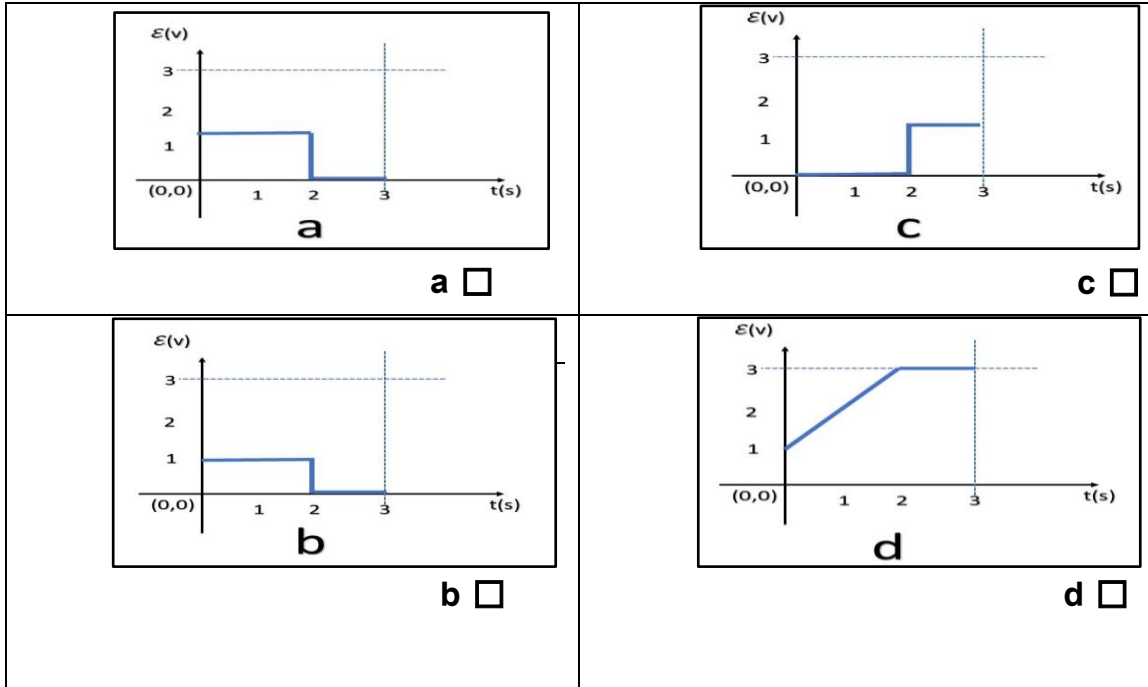 ℰ(v)
3
2
1
(0,0) 1 2 3 t(s)
a
a ☐
ℰ(v)
3
2
1
(0,0) 1 2 3 t(s)
c
c ☐
ℰ(v)
3
2
1
(0,0) 1 2 3 t(s)
b
b ☐
ℰ(v)
3
2
1
(0,0) 1 2 3 t(s)
d
d ☐